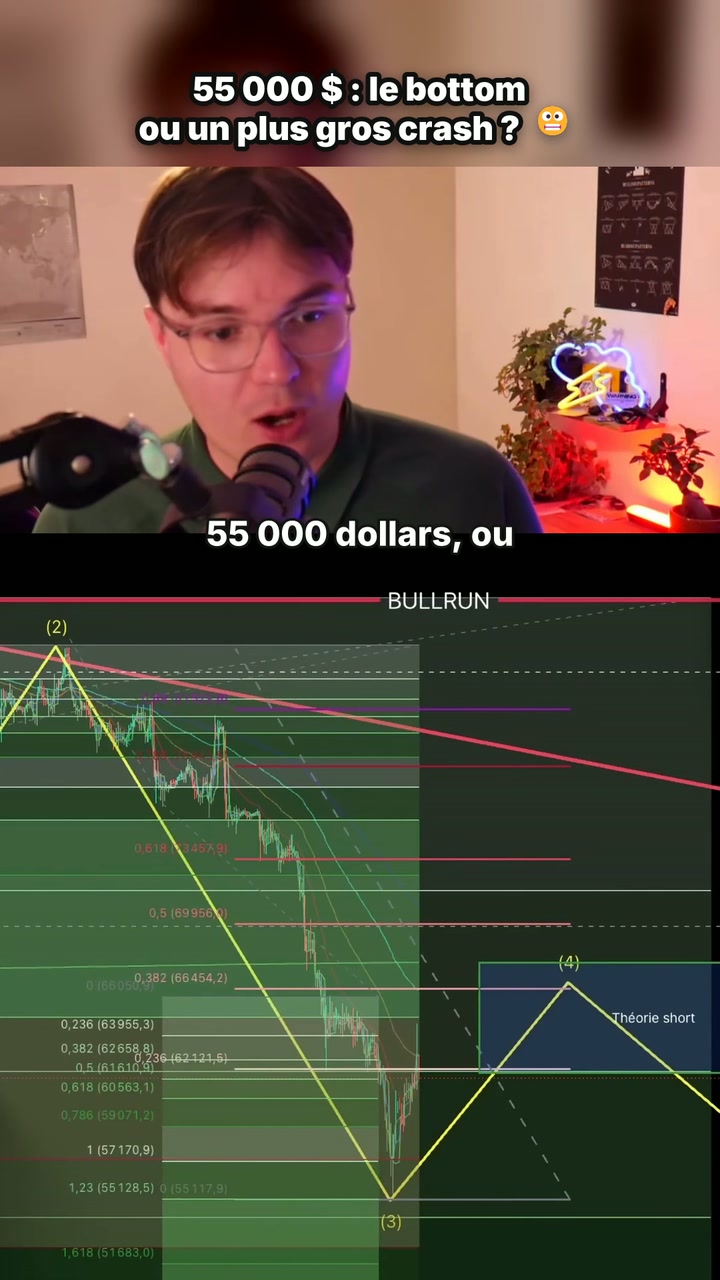 55 000 $ : le bottom
ou un plus gros crash ? 😬
WARNING
55 000 dollars, ou
BULLRUN
(2)
0,618 (73457,9)
0,5 (69956,0)
(4)
0,382 (66454,2)
0 (66050,9)
Théorie short
0,236 (63955,3)
0,382 (62658,8)
0,236 (62121,5)
0,5 (61610,9)
0,618 (60563,1)
0,786 (59071,2)
1 (57170,9)
1,23 (55128,5)
0 (55117,9)
(3)
1,618 (51683,0)